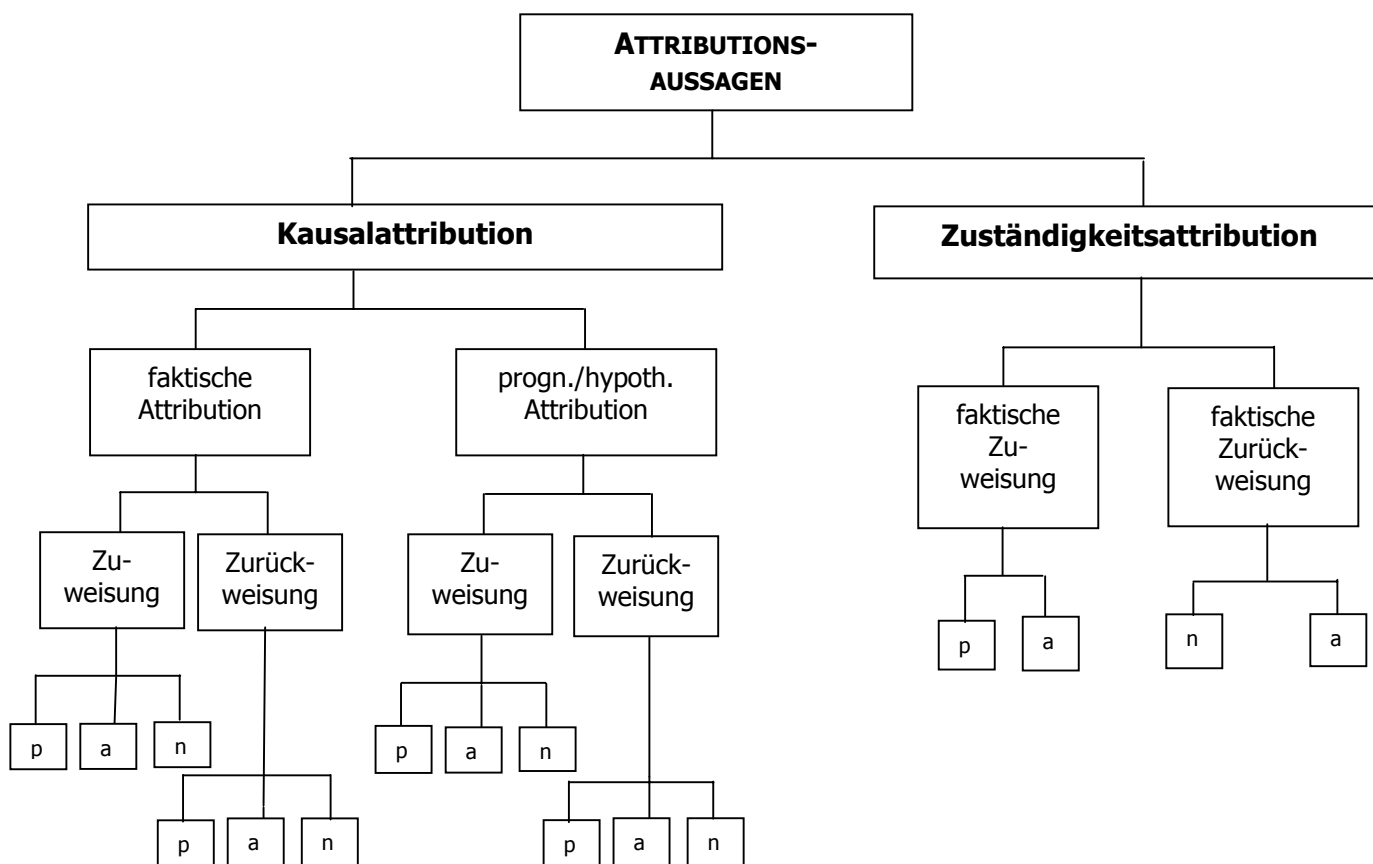 ATTRIBUTIONS-
AUSSAGEN
Kausalattribution
Zuständigkeitsattribution
faktische
Attribution
progn./hypoth.
Attribution
faktische
Zu-
weisung
faktische
Zurück-
weisung
Zu-
weisung
Zurück-
weisung
Zu-
weisung
Zurück-
weisung
p
a
n
a
p
a
n
p
a
n
p
a
n
p
a
n